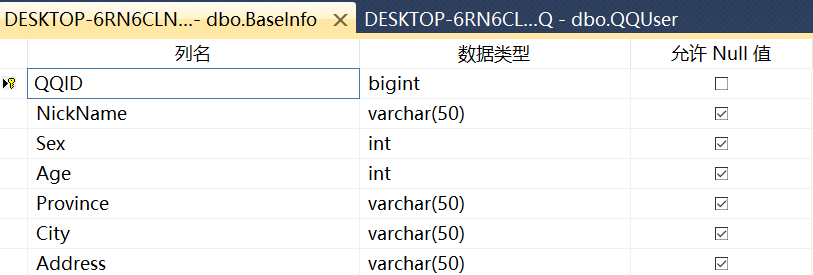 DESKTOP-6RN6CLN...- dbo.BaseInfo DESKTOP-6RN6CL...Q - dbo.QQUser
列名 数据类型 允许 Null 值
QQID bigint
NickName varchar(50)
Sex int
Age int
Province varchar(50)
City varchar(50)
Address varchar(50)